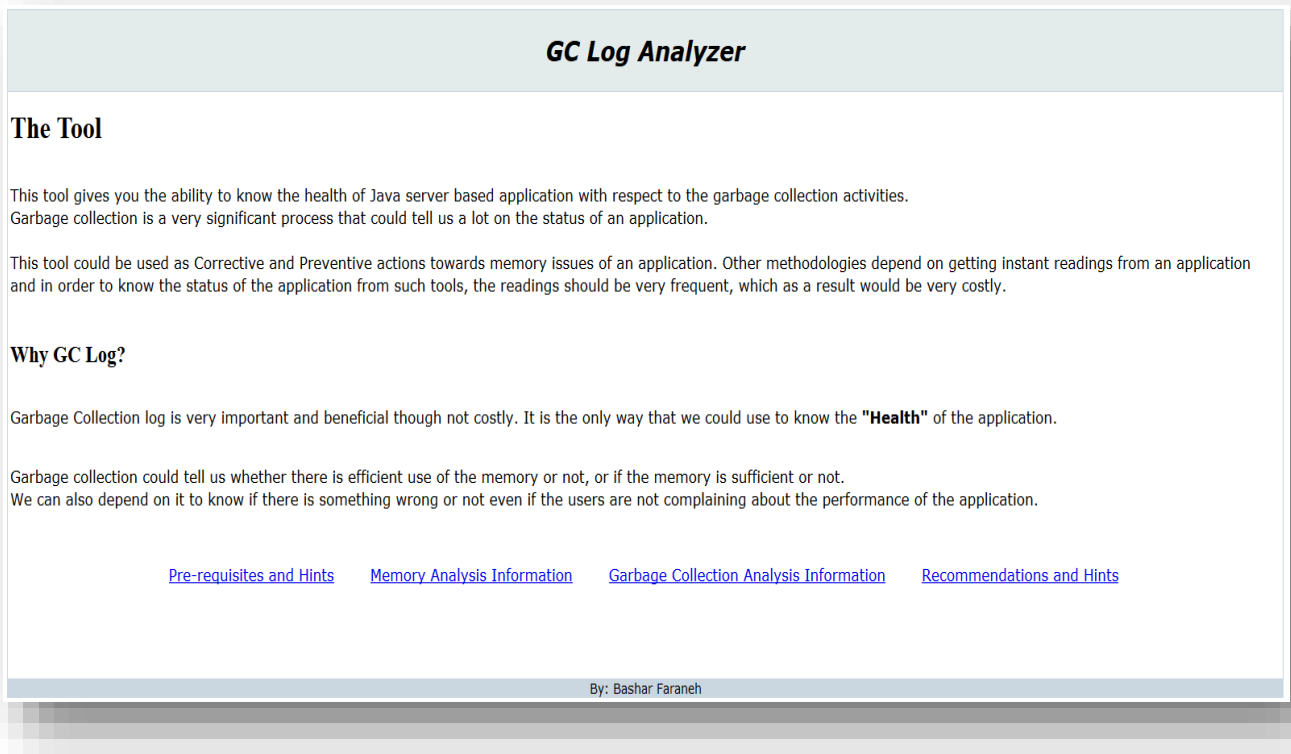 GC Log Analyzer
The Tool
This tool gives you the ability to know the health of Java server based application with respect to the garbage collection activities.
Garbage collection is a very significant process that could tell us a lot on the status of an application.
This tool could be used as Corrective and Preventive actions towards memory issues of an application. Other methodologies depend on getting instant readings from an application
and in order to know the status of the application from such tools, the readings should be very frequent, which as a result would be very costly.
Why GC Log?
Garbage Collection log is very important and beneficial though not costly. It is the only way that we could use to know the "Health" of the application.
Garbage collection could tell us whether there is efficient use of the memory or not, or if the memory is sufficient or not.
We can also depend on it to know if there is something wrong or not even if the users are not complaining about the performance of the application.
Pre-requisites and Hints Memory Analysis Information Garbage Collection Analysis Information Recommendations and Hints
By: Bashar Faraneh